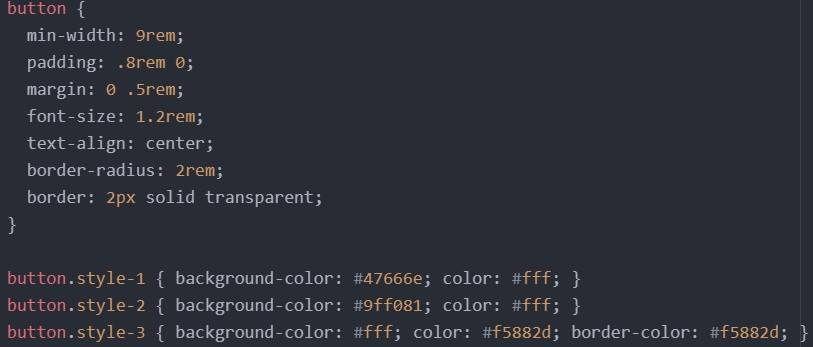 button {
  min-width: 9rem;
  padding: .8rem 0;
  margin: 0 .5rem;
  font-size: 1.2rem;
  text-align: center;
  border-radius: 2rem;
  border: 2px solid transparent;
}

button.style-1 { background-color: #47666e; color: #fff; }
button.style-2 { background-color: #9ff081; color: #fff; }
button.style-3 { background-color: #fff; color: #f5882d; border-color: #f5882d; }